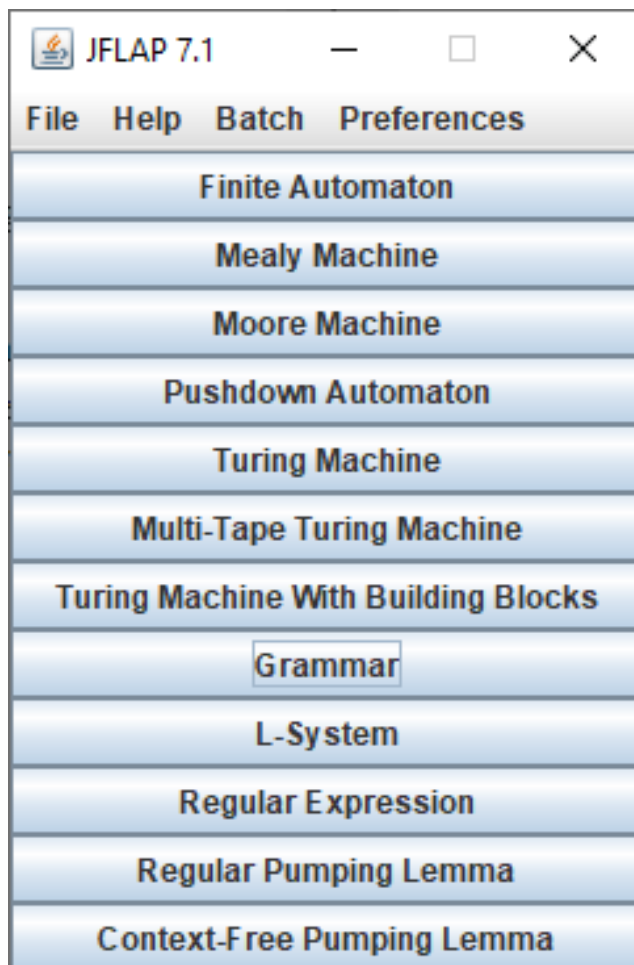 JFLAP 7.1
File Help Batch Preferences
Finite Automaton
Mealy Machine
Moore Machine
Pushdown Automaton
Turing Machine
Multi-Tape Turing Machine
Turing Machine With Building Blocks
Grammar
L-System
Regular Expression
Regular Pumping Lemma
Context-Free Pumping Lemma